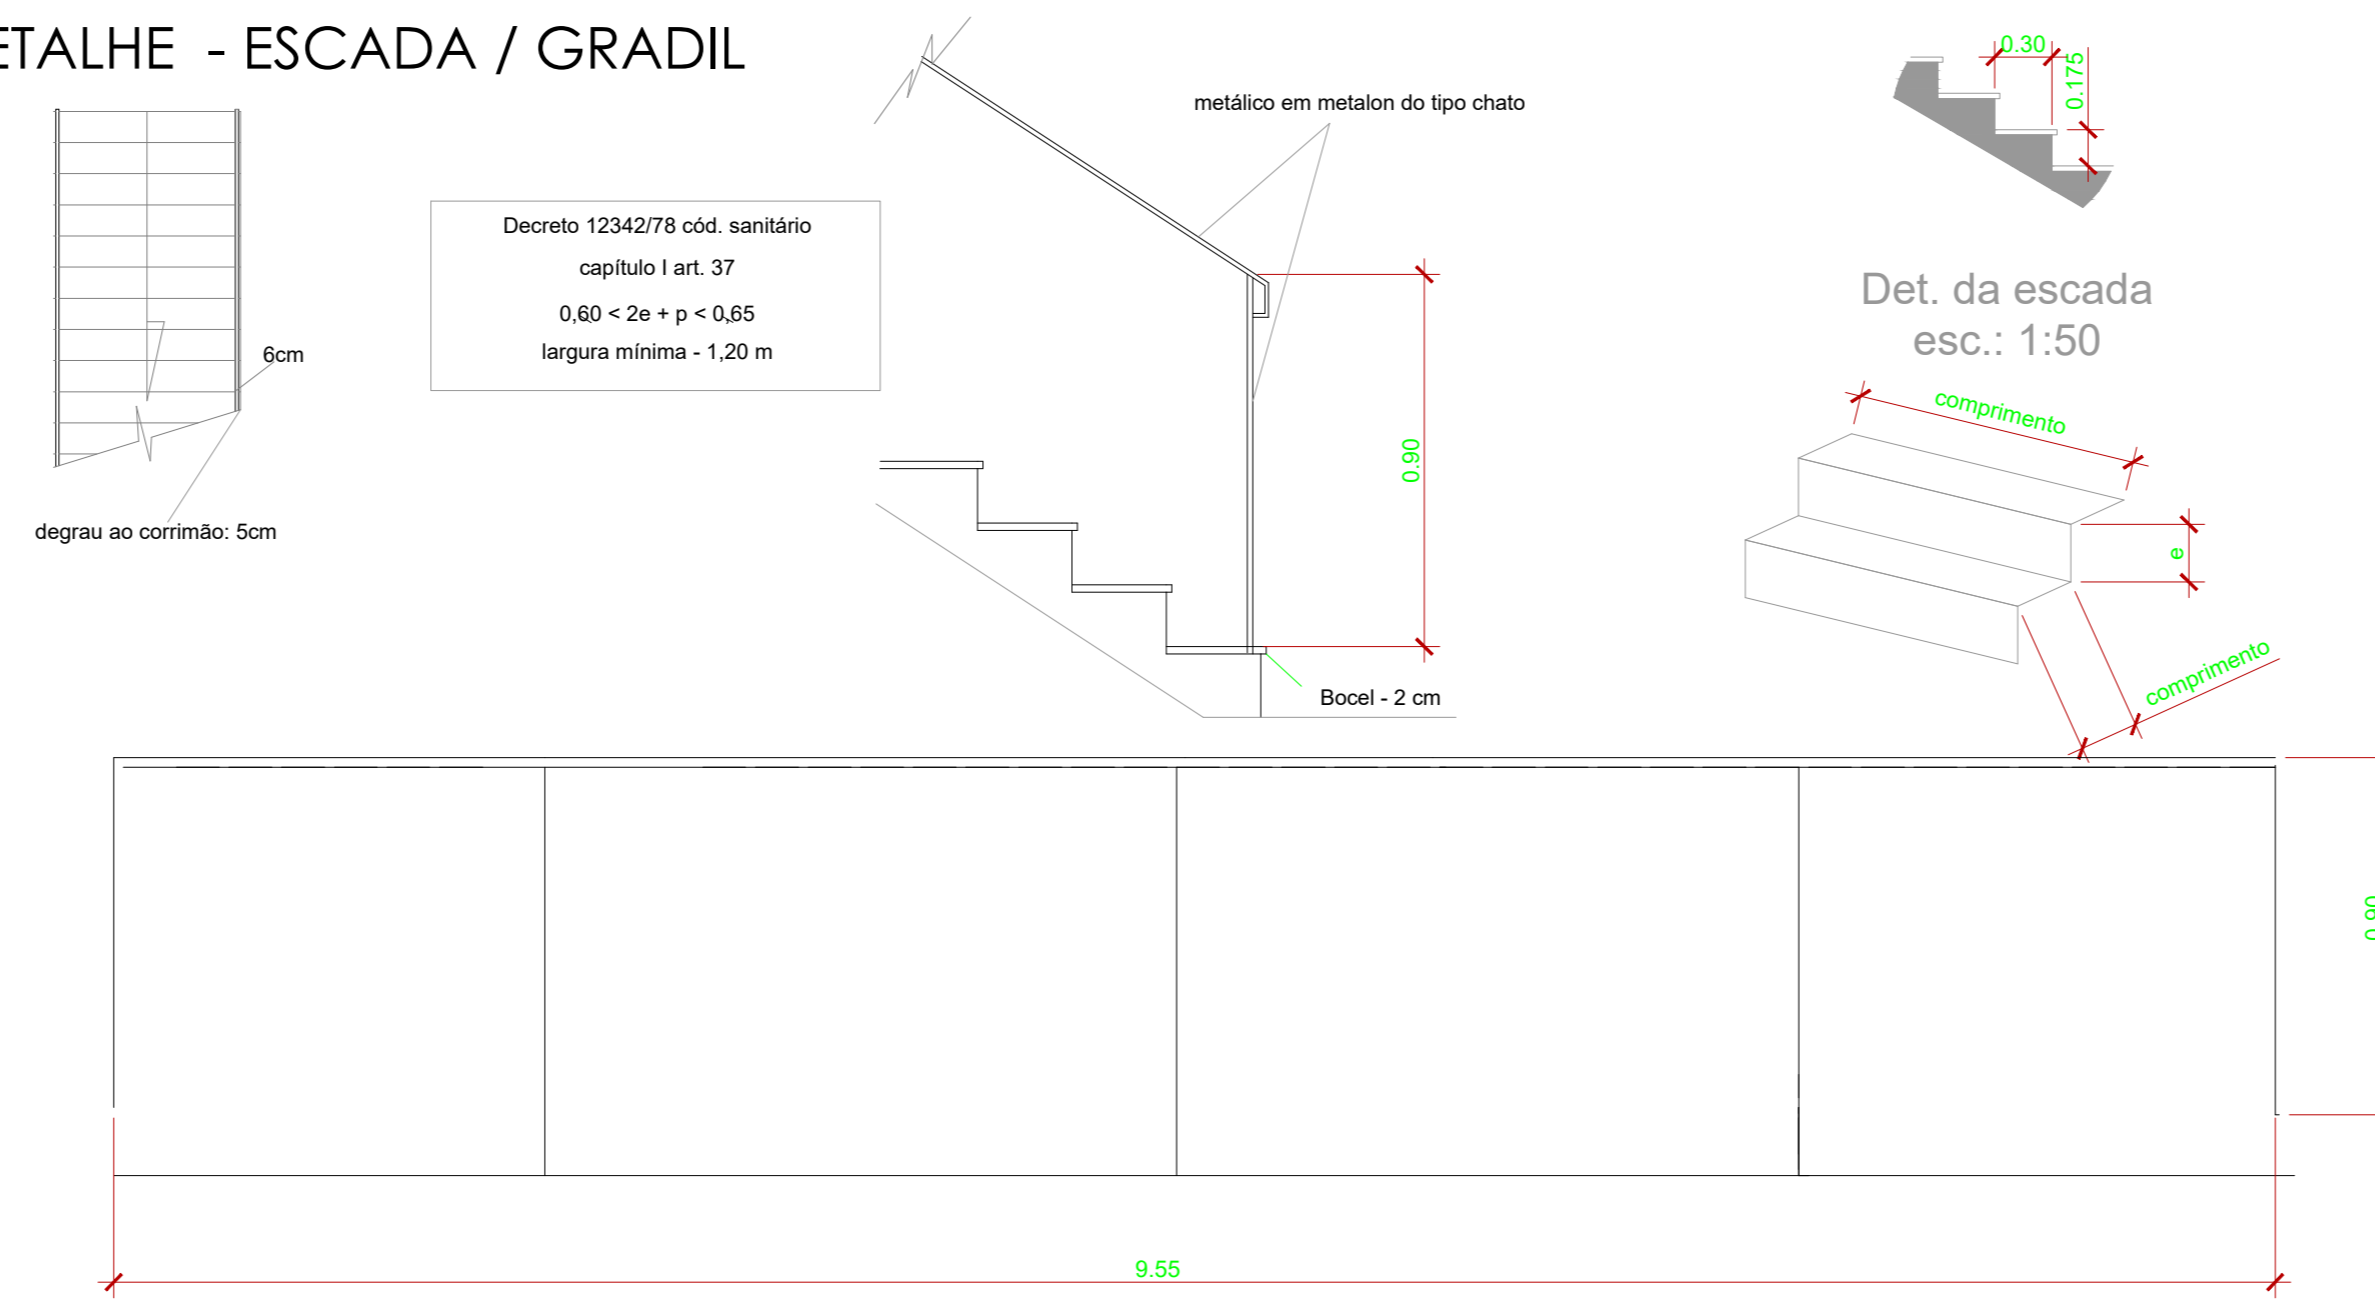 ETALHE - ESCADA / GRADIL
metálico em metalon do tipo chato
0.30
0.175
Decreto 12342/78 cód. sanitário
capítulo I art. 37
0,60 < 2e + p < 0,65
largura mínima - 1,20 m
6cm
degrau ao corrimão: 5cm
0.90
Bocel - 2 cm
Det. da escada
esc.: 1:50
comprimento
e
comprimento
0.90
9.55